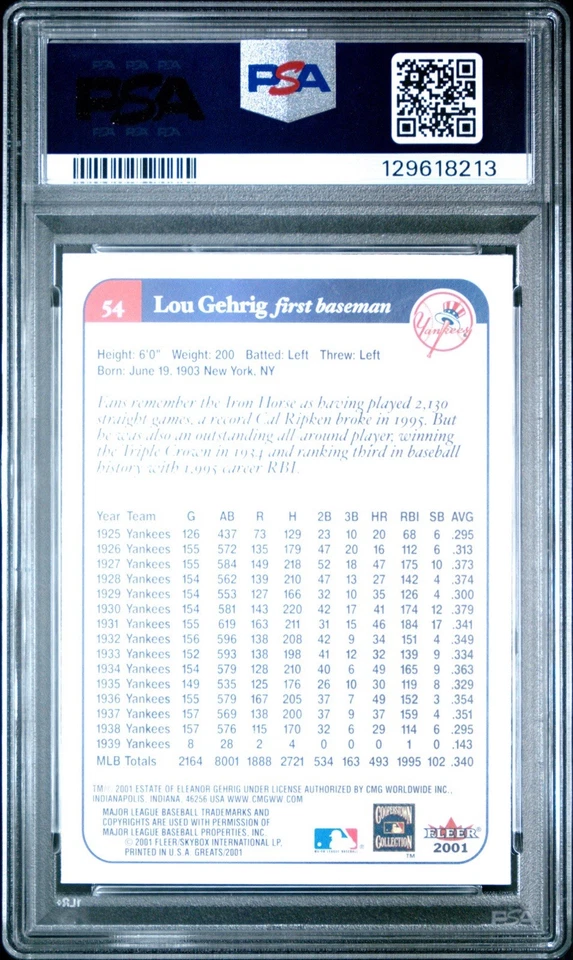 PSA PSA PSA
PSA
PSA PSA PSA
PSA
129618213
54 Lou Gehrig first baseman
Yankees
Height: 6'0" Weight: 200 Batted: Left Threw: Left
Born: June 19, 1903 New York, NY
Fans remember the Iron Horse as having played 2,130
straight games, a record Cal Ripken broke in 1995. But
he was also an outstanding all around player, winning
the Triple Crown in 1934 and ranking third in baseball
history with 1,995 career RBI.
Year Team G AB R H 2B 3B HR RBI SB AVG
1925 Yankees 126 437 73 129 23 10 20 68 6 .295
1926 Yankees 155 572 135 179 47 20 16 112 6 .313
1927 Yankees 155 584 149 218 52 18 47 175 10 .373
1928 Yankees 154 562 139 210 47 13 27 142 4 .374
1929 Yankees 154 553 127 166 32 10 35 126 4 .300
1930 Yankees 154 581 143 220 42 17 41 174 12 .379
1931 Yankees 155 619 163 211 31 15 46 184 17 .341
1932 Yankees 156 596 138 208 42 9 34 151 4 .349
1933 Yankees 152 593 138 198 41 12 32 139 9 .334
1934 Yankees 154 579 128 210 40 6 49 165 9 .363
1935 Yankees 149 535 125 176 26 10 30 119 8 .329
1936 Yankees 155 579 167 205 37 7 49 152 3 .354
1937 Yankees 157 569 138 200 37 9 37 159 4 .351
1938 Yankees 157 576 115 170 32 6 29 114 6 .295
1939 Yankees 8 28 2 4 0 0 0 1 0 .143
MLB Totals 2164 8001 1888 2721 534 163 493 1995 102 .340
TM/© 2001 ESTATE OF ELEANOR GEHRIG UNDER LICENSE AUTHORIZED BY CMG WORLDWIDE INC.,
INDIANAPOLIS, INDIANA, 46256 USA WWW.CMGWW.COM
MAJOR LEAGUE BASEBALL TRADEMARKS AND
COPYRIGHTS ARE USED WITH PERMISSION OF
MAJOR LEAGUE BASEBALL PROPERTIES, INC.
© 2001 FLEER/SKYBOX INTERNATIONAL LP.
PRINTED IN U.S.A. GREATS/2001
MAJOR LEAGUE BASEBALL
COOPERSTOWN
COLLECTION
TM
FLEER
2001
PSA